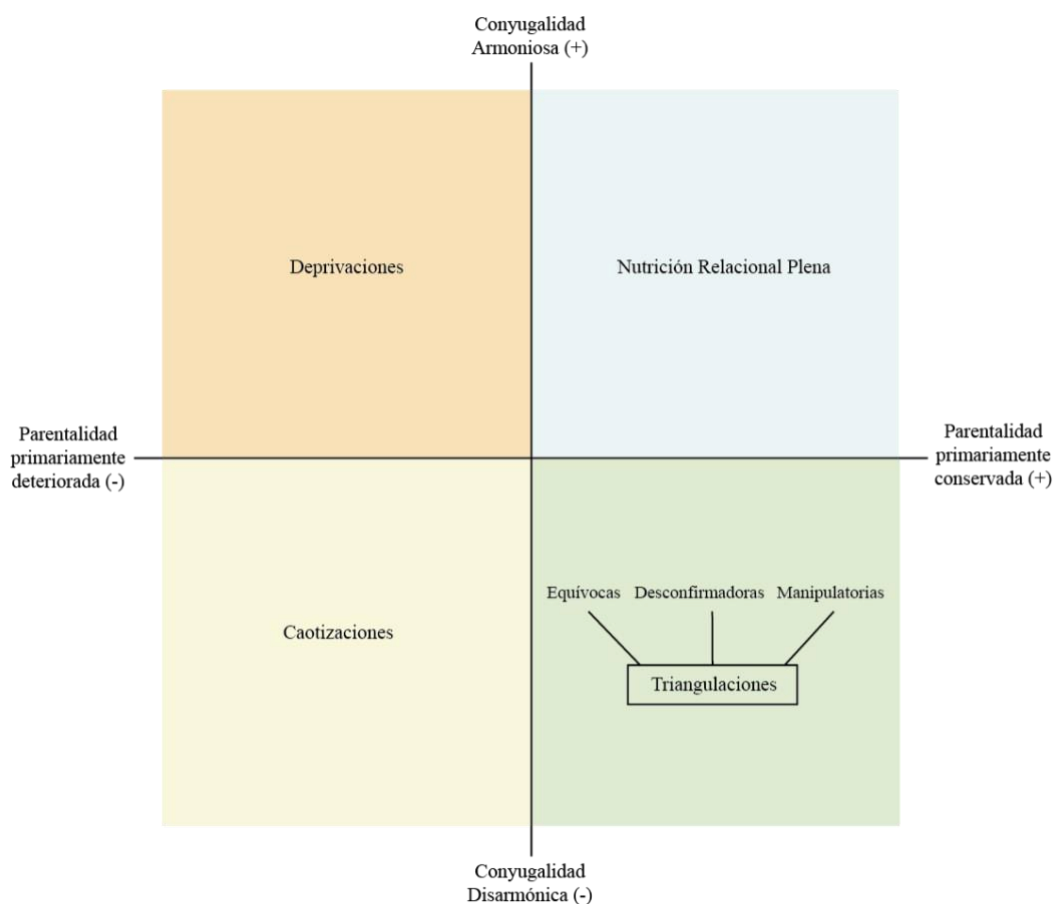 Conyugalidad
Armoniosa (+)
Deprivaciones
Nutrición Relacional Plena
Parentalidad
primariamente
deteriorada (-)
Parentalidad
primariamente
conservada (+)
Equívocas
Desconfirmadoras
Manipulatorias
Caotizaciones
Triangulaciones
Conyugalidad
Disarmónica (-)